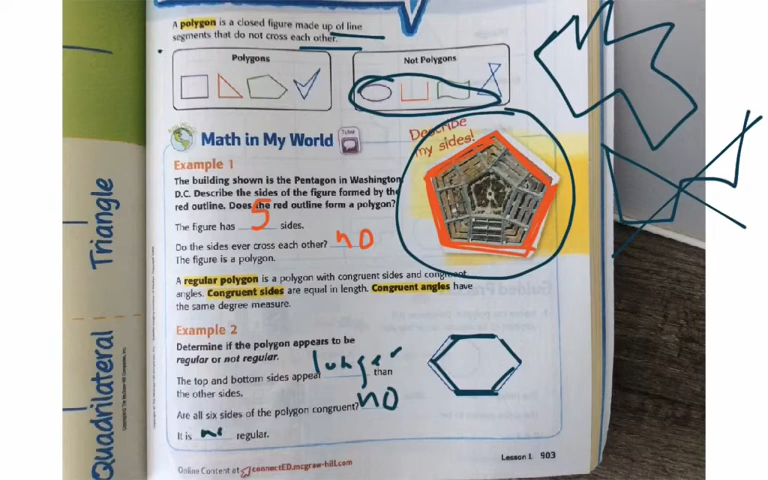 A polygon is a closed figure made up of line
segments that do not cross each other.
Polygons
Not Polygons
Math in My World
Tutor
Describe
my sides!
Example 1
The building shown is the Pentagon in Washington
D.C. Describe the sides of the figure formed by the
red outline. Does the red outline form a polygon?
The figure has 5 sides.
Do the sides ever cross each other? no
The figure is a polygon.
A regular polygon is a polygon with congruent sides and congruent
angles. Congruent sides are equal in length. Congruent angles have
the same degree measure.
Example 2
Determine if the polygon appears to be
regular or not regular.
The top and bottom sides appear longer than
the other sides.
Are all six sides of the polygon congruent? no
It is regular.
Online Content at connectED.mcgraw-hill.com
Lesson 1 903
Triangle
Quadrilateral